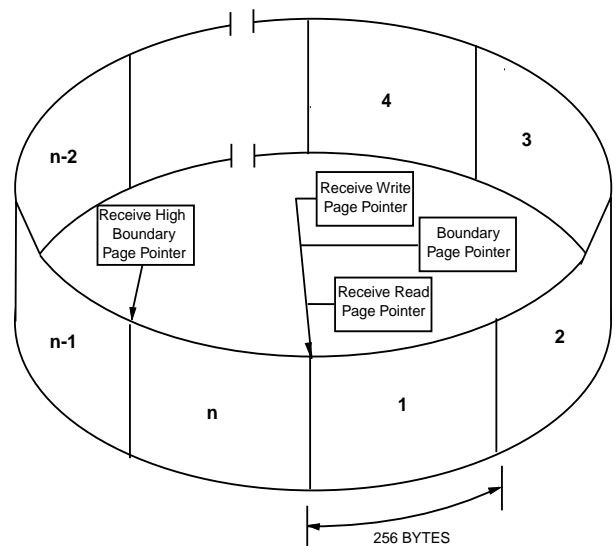 4
3
n-2
Receive High
Boundary
Page Pointer
Receive Write
Page Pointer
Boundary
Page Pointer
Receive Read
Page Pointer
n-1
n
1
2
256 BYTES